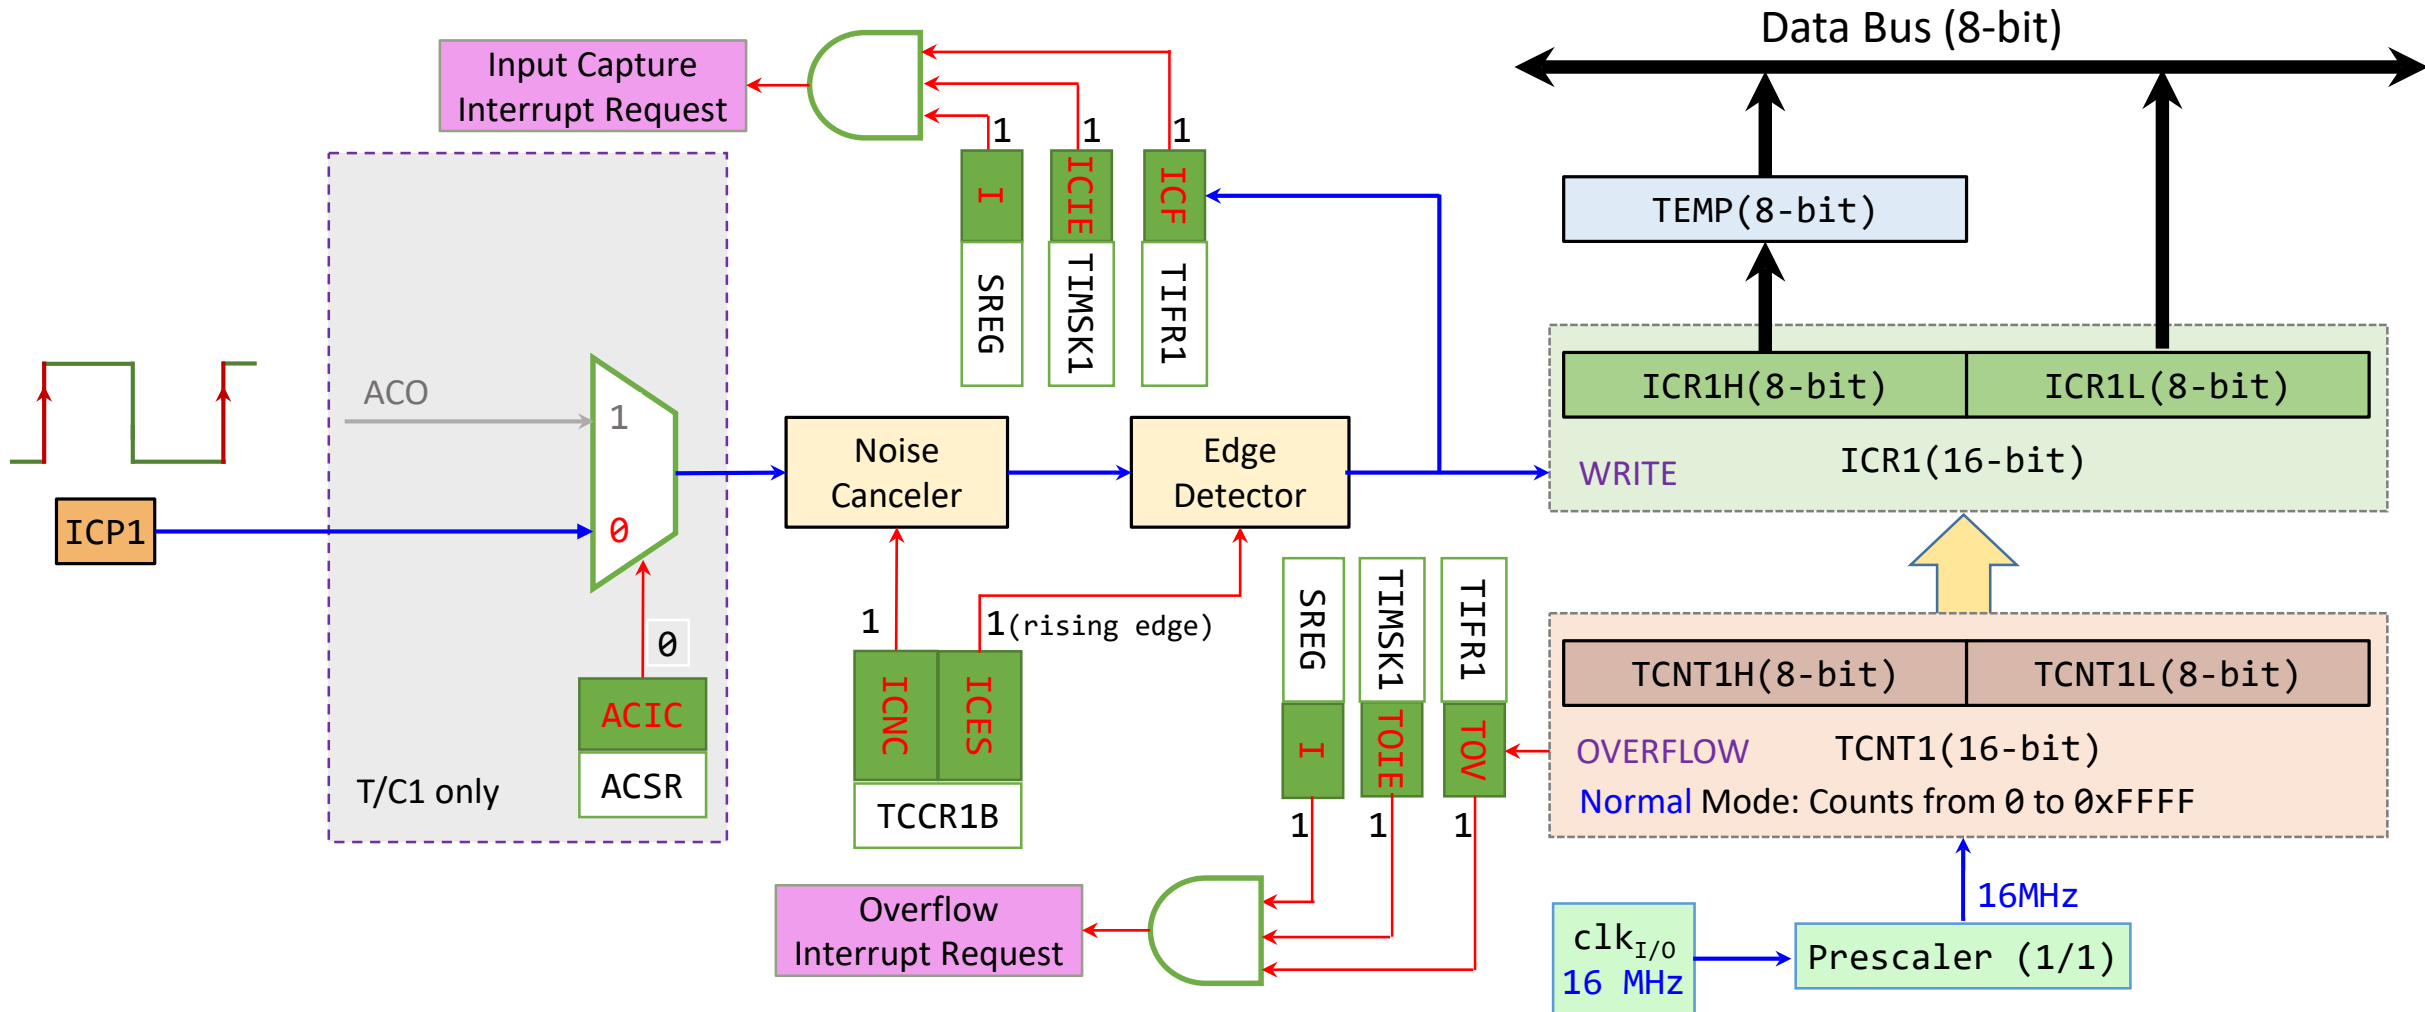 Data Bus (8-bit)
Input Capture
Interrupt Request
1
1
1
I
ICIE
ICF
SREG
TIMSK1
TIFR1
TEMP(8-bit)
ICR1H(8-bit)
ICR1L(8-bit)
WRITE
ICR1(16-bit)
ACO
1
0
ICP1
Noise
Canceler
Edge
Detector
0
ACIC
ACSR
T/C1 only
1
1(rising edge)
ICNC
ICES
TCCR1B
SREG
TIMSK1
TIFR1
I
TOIE
TOV
1
1
1
TCNT1H(8-bit)
TCNT1L(8-bit)
OVERFLOW
TCNT1(16-bit)
Normal Mode: Counts from 0 to 0xFFFF
Overflow
Interrupt Request
16MHz
clkI/O
16 MHz
Prescaler (1/1)